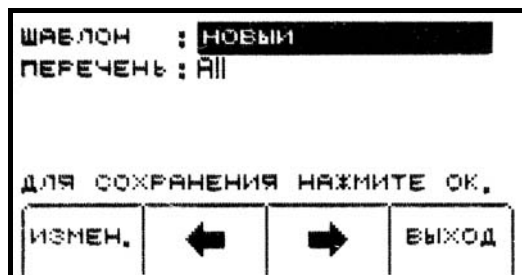 ШАБЛОН : НОВЫЙ
ПЕРЕЧЕНЬ : All
ДЛЯ СОХРАНЕНИЯ НАЖМИТЕ ОК.
ИЗМЕН. ← → ВЫХОД